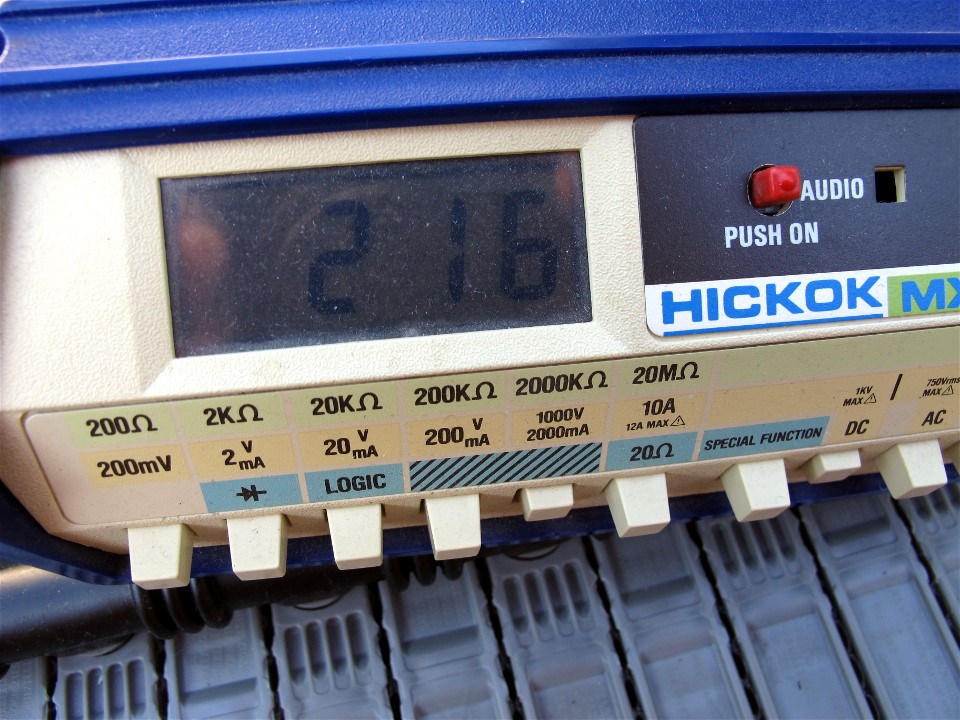 216
AUDIO
PUSH ON
HICKOK MX
200Ω 2KΩ 20KΩ 200KΩ 2000KΩ 20MΩ
200mV 2 V mA 20 V mA 200 V mA 1000V 2000mA 10A 12A MAX⚠
1KV MAX⚠ / 750Vrms MAX⚠
LOGIC 20Ω SPECIAL FUNCTION DC AC